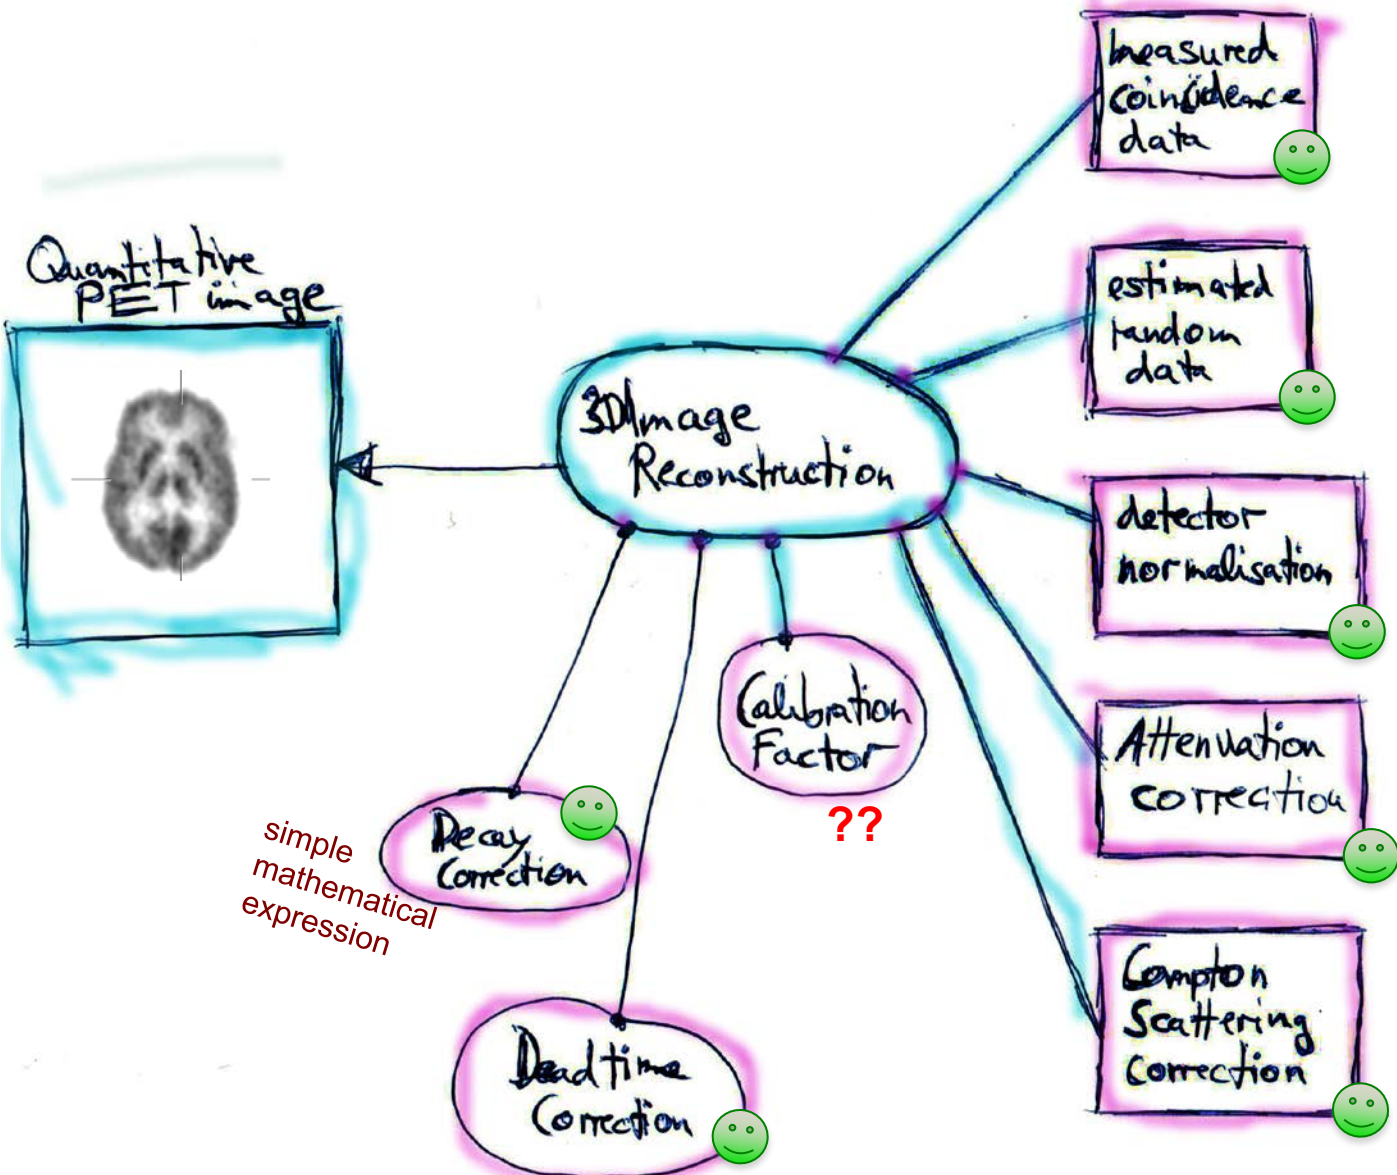 measured
coincidence
data
Quantitative
PET image
estimated
random
data
3D Image
Reconstruction
detector
normalisation
Calibration
Factor
??
Attenuation
correction
Decay
Correction
simple
mathematical
expression
Compton
Scattering
correction
Deadtime
Correction